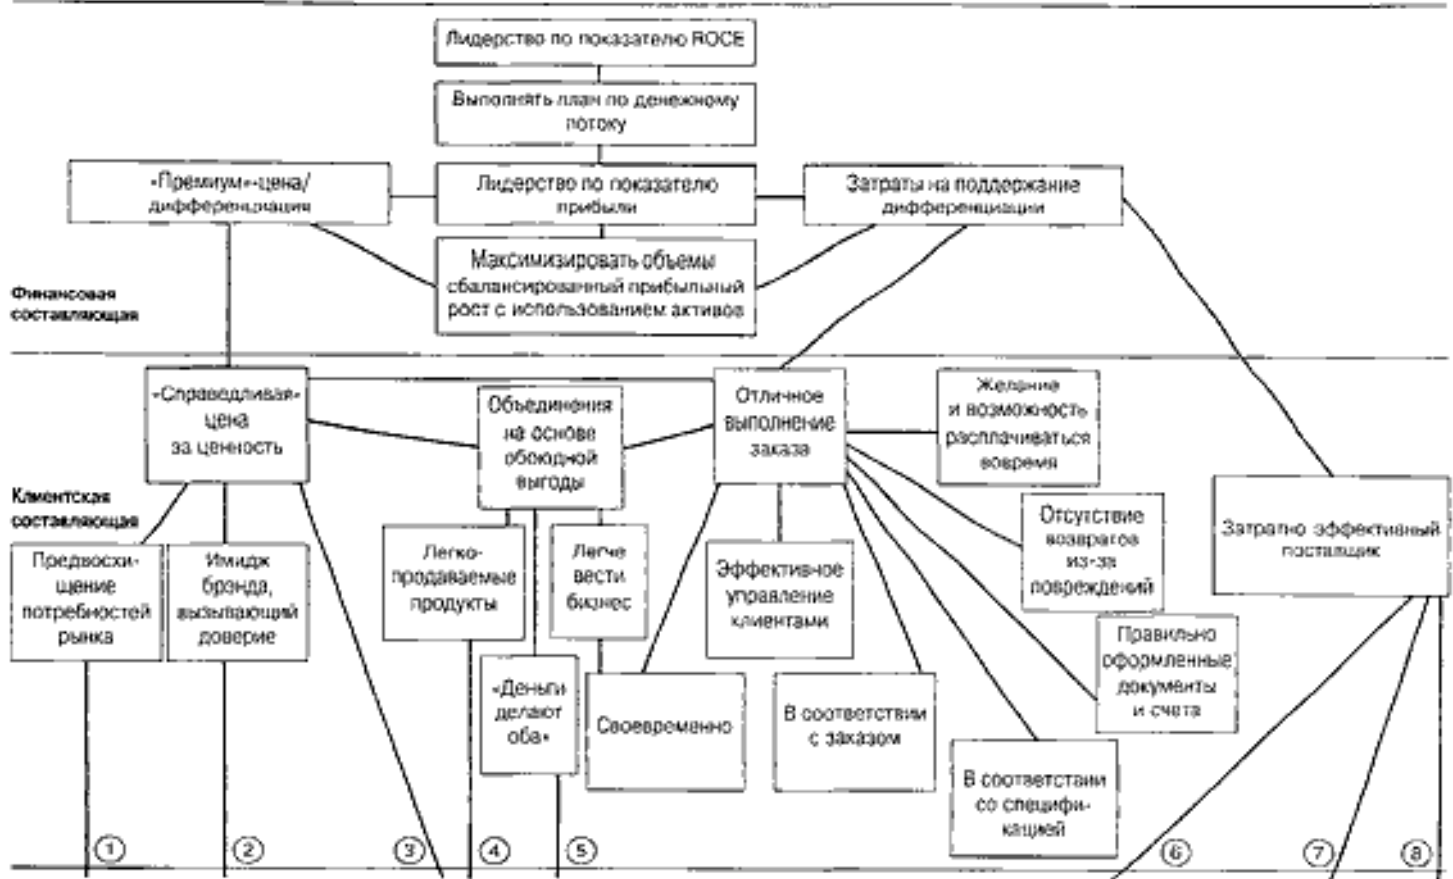 Лидерство по показателю ROCE
Выполнять план по денежному
потоку
«Премиум»-цена/
дифференциация
Лидерство по показателю
прибыли
Затраты на поддержание
дифференциации
Максимизировать объемы
сбалансированный прибыльный
рост с использованием активов
Финансовая
составляющая
«Справедливая»
цена
за ценность
Объединения
на основе
обоюдной
выгоды
Отличное
выполнение
заказа
Желание
и возможность
расплачиваться
вовремя
Клиентская
составляющая
Предвосхи-
щение
потребностей
рынка
Имидж
брэнда,
вызывающий
доверие
Легко-
продаваемые
продукты
Легче
вести
бизнес
Эффективное
управление
клиентами
Отсутствие
возвратов
из-за
повреждений
Затратно эффективный
поставщик
«Деньги
делают
оба»
Своевременно
В соответствии
с заказом
Правильно
оформленные
документы
и счета
В соответствии
со специфи-
кацией
1
2
3
4
5
6
7
8